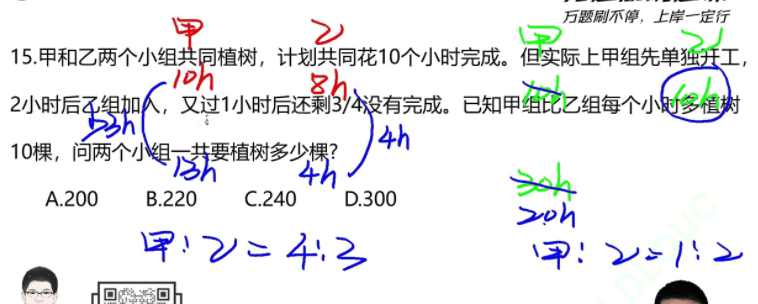 万题刷不停，上岸一定行
甲 乙 甲 乙
15.甲和乙两个小组共同植树，计划共同花10个小时完成。但实际上甲组先单独开工，
10h 8h 10h
2小时后乙组加入，又过1小时后还剩3/4没有完成。已知甲组比乙组每个小时多植树
3h 4h
10棵，问两个小组一共要植树多少棵？
13h 4h 30h
A.200 B.220 C.240 D.300
20h
甲:乙=4:3 甲:乙=1:2